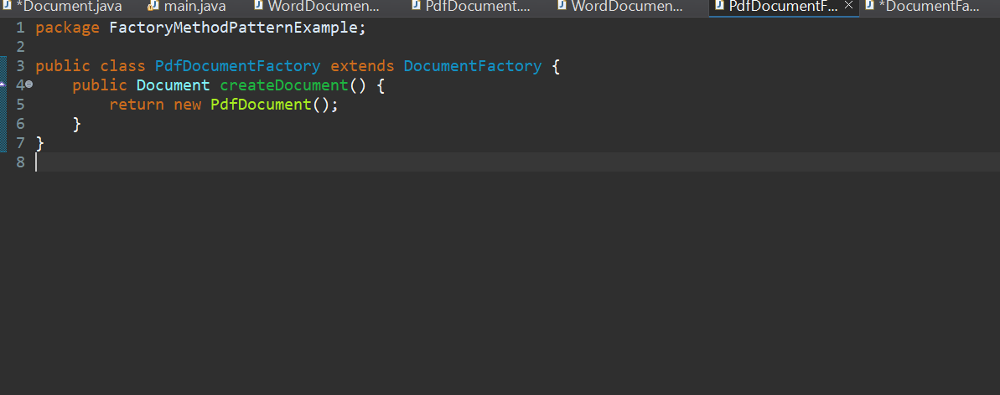 *Document.java main.java WordDocumen... PdfDocument.... WordDocumen... PdfDocumentF... *DocumentFa...
1 package FactoryMethodPatternExample;
2
3 public class PdfDocumentFactory extends DocumentFactory {
4 public Document createDocument() {
5 return new PdfDocument();
6 }
7 }
8